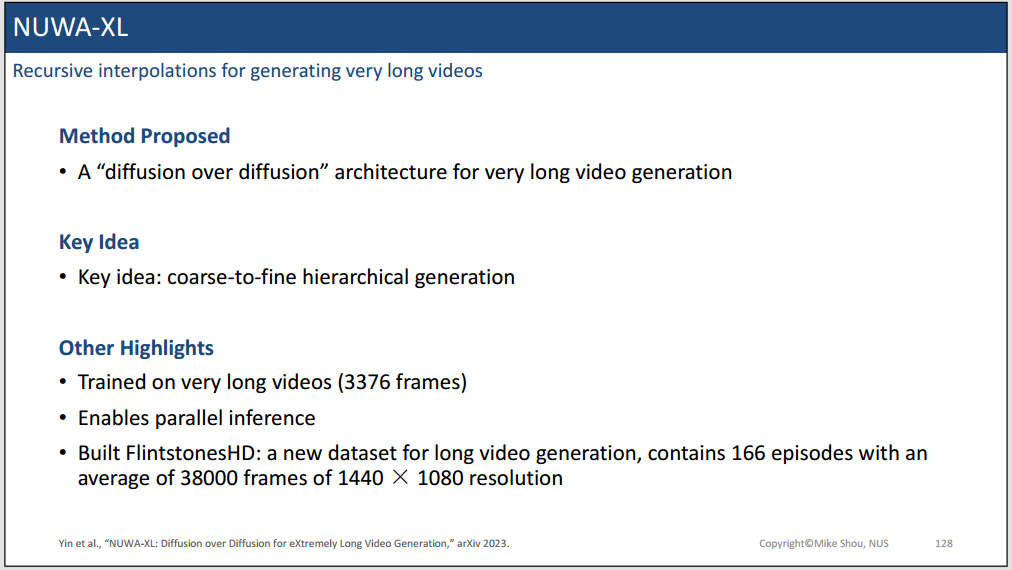 NUWA-XL
Recursive interpolations for generating very long videos
Method Proposed
• A “diffusion over diffusion” architecture for very long video generation
Key Idea
• Key idea: coarse-to-fine hierarchical generation
Other Highlights
• Trained on very long videos (3376 frames)
• Enables parallel inference
• Built FlintstonesHD: a new dataset for long video generation, contains 166 episodes with an
average of 38000 frames of 1440 × 1080 resolution
Yin et al., “NUWA-XL: Diffusion over Diffusion for eXtremely Long Video Generation,” arXiv 2023.
Copyright©Mike Shou, NUS
128